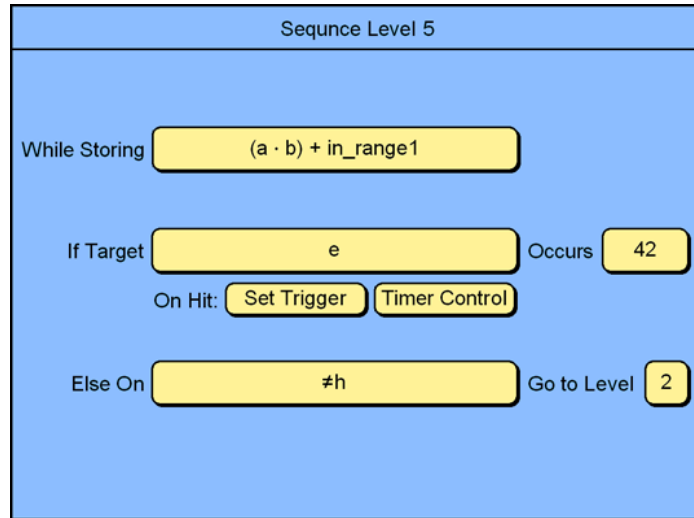 Sequnce Level 5
While Storing (a · b) + in_range1
If Target e Occurs 42
On Hit: Set Trigger Timer Control
Else On ≠h Go to Level 2